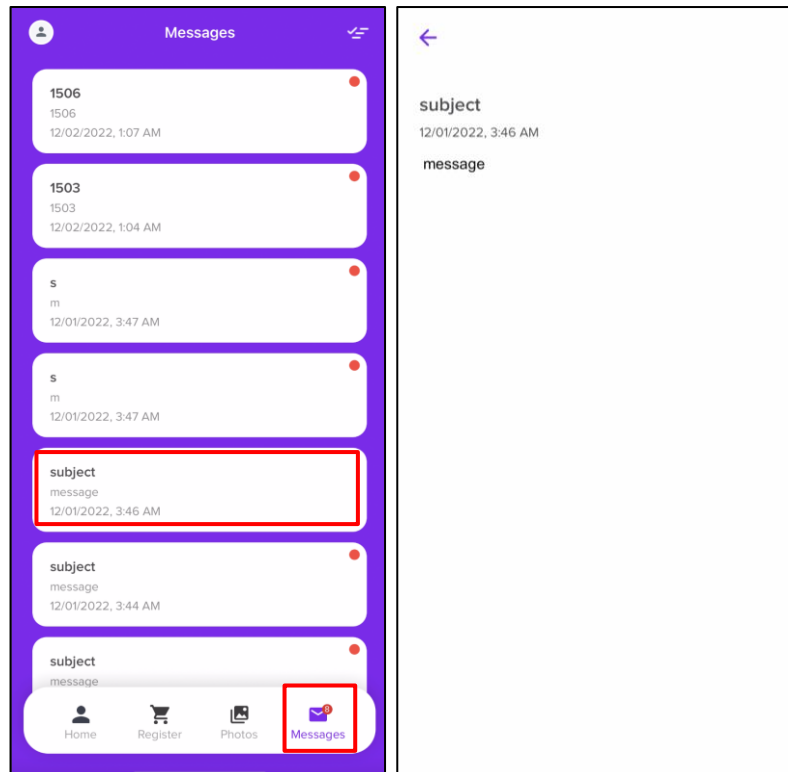 Messages
1506
1506
12/02/2022, 1:07 AM
1503
1503
12/02/2022, 1:04 AM
s
m
12/01/2022, 3:47 AM
s
m
12/01/2022, 3:47 AM
subject
message
12/01/2022, 3:46 AM
subject
message
12/01/2022, 3:44 AM
subject
message
8
Home Register Photos Messages
subject
12/01/2022, 3:46 AM
message